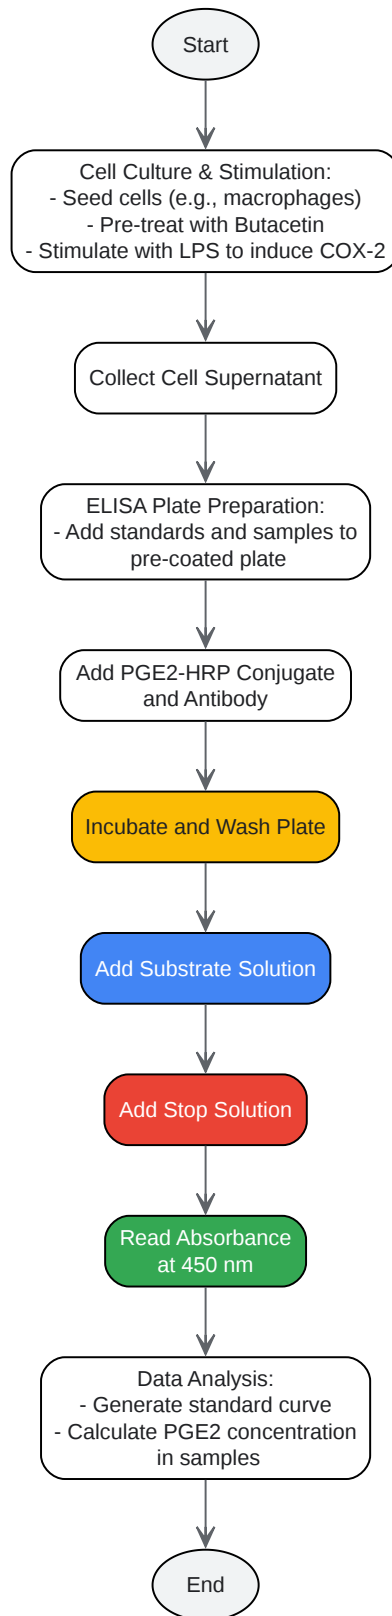 Start
Cell Culture & Stimulation:
- Seed cells (e.g., macrophages)
- Pre-treat with Butacetin
- Stimulate with LPS to induce COX-2
Collect Cell Supernatant
ELISA Plate Preparation:
- Add standards and samples to
pre-coated plate
Add PGE2-HRP Conjugate
and Antibody
Incubate and Wash Plate
Add Substrate Solution
Add Stop Solution
Read Absorbance
at 450 nm
Data Analysis:
- Generate standard curve
- Calculate PGE2 concentration
in samples
End